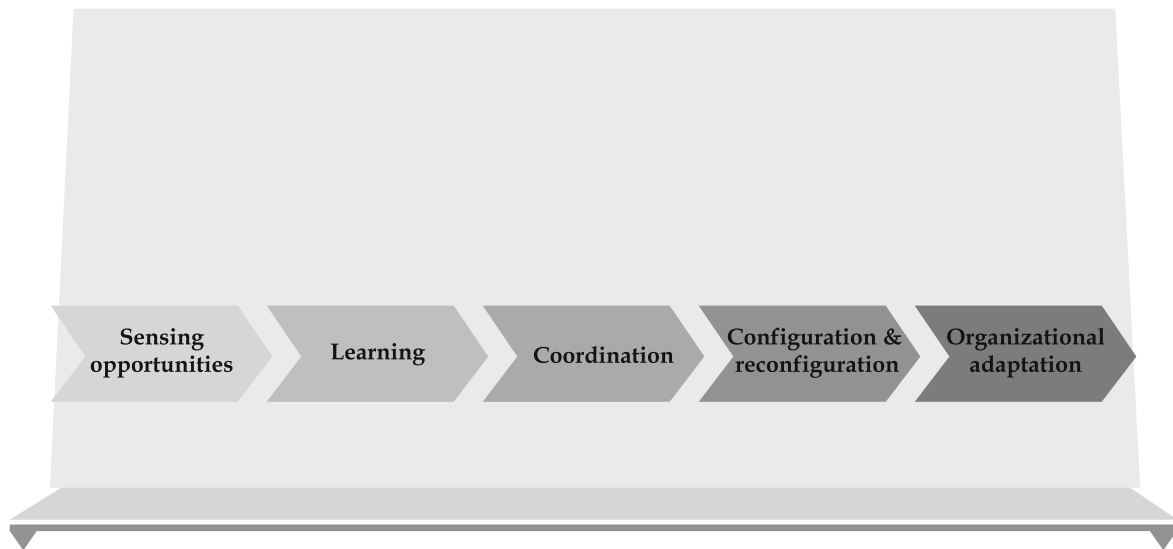 Sensing
opportunities
Learning
Coordination
Configuration &
reconfiguration
Organizational
adaptation